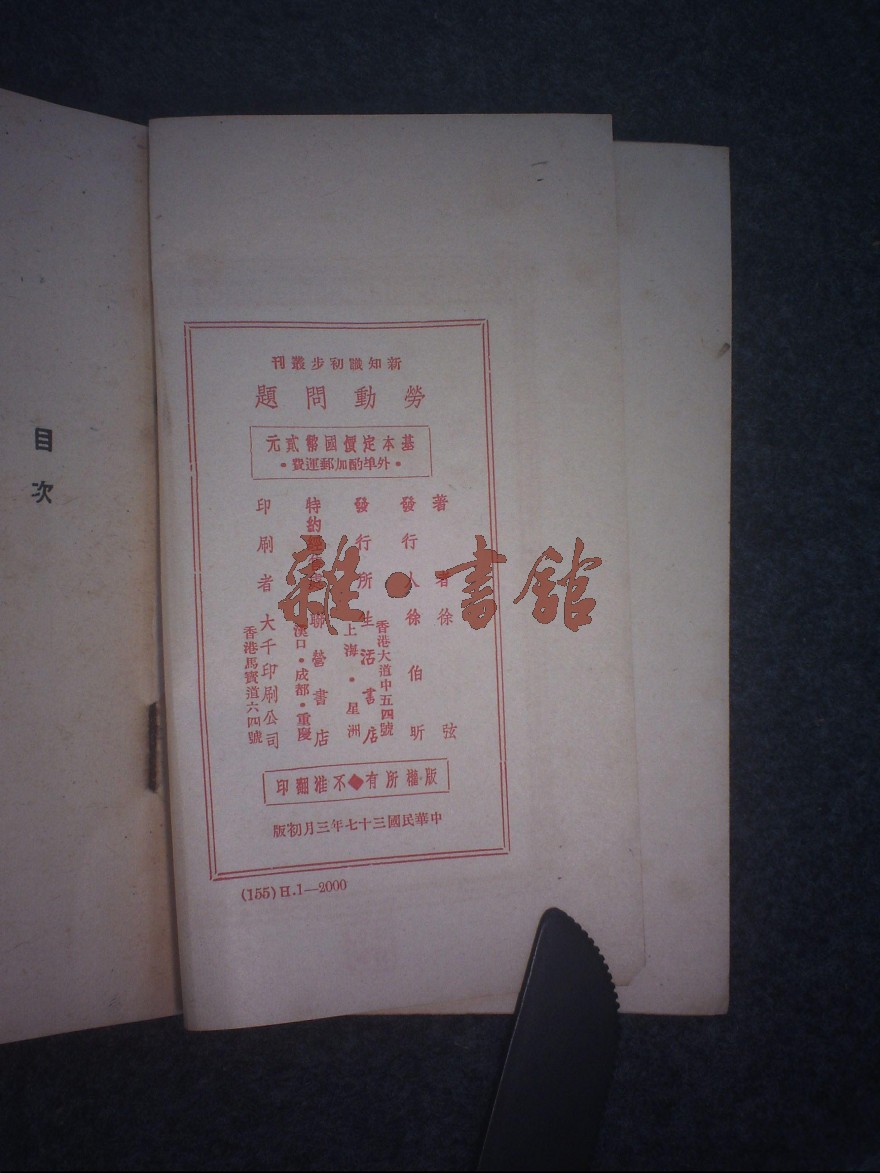 目次
新知識初步叢刊
勞動問題
基本定價國幣貳元
•外埠酌加郵運費•
著者 徐弦
發行人 徐伯昕
發行所 生活書店
香港大道中五四號
上海•星洲
特約 聯營書店
漢口•成都•重慶
印刷者 大千印刷公司
香港馬寶道六四號
版權所有◆不准翻印
中華民國三十七年三月初版
(155) H.1—2000
雜•書館